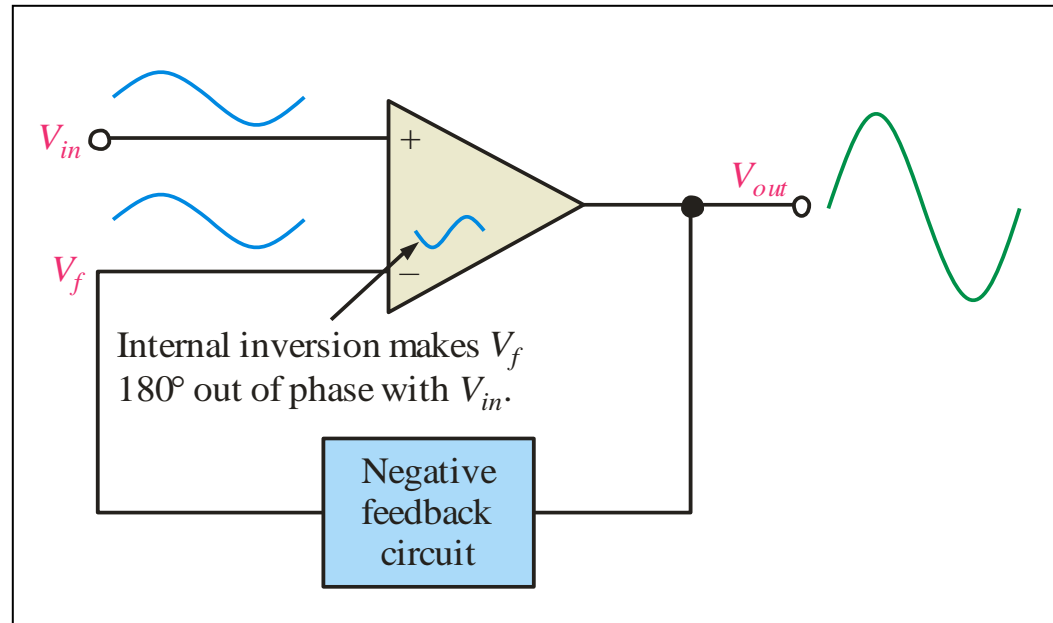 V_in
+
V_out
V_f
−
Internal inversion makes V_f
180° out of phase with V_in.
Negative
feedback
circuit